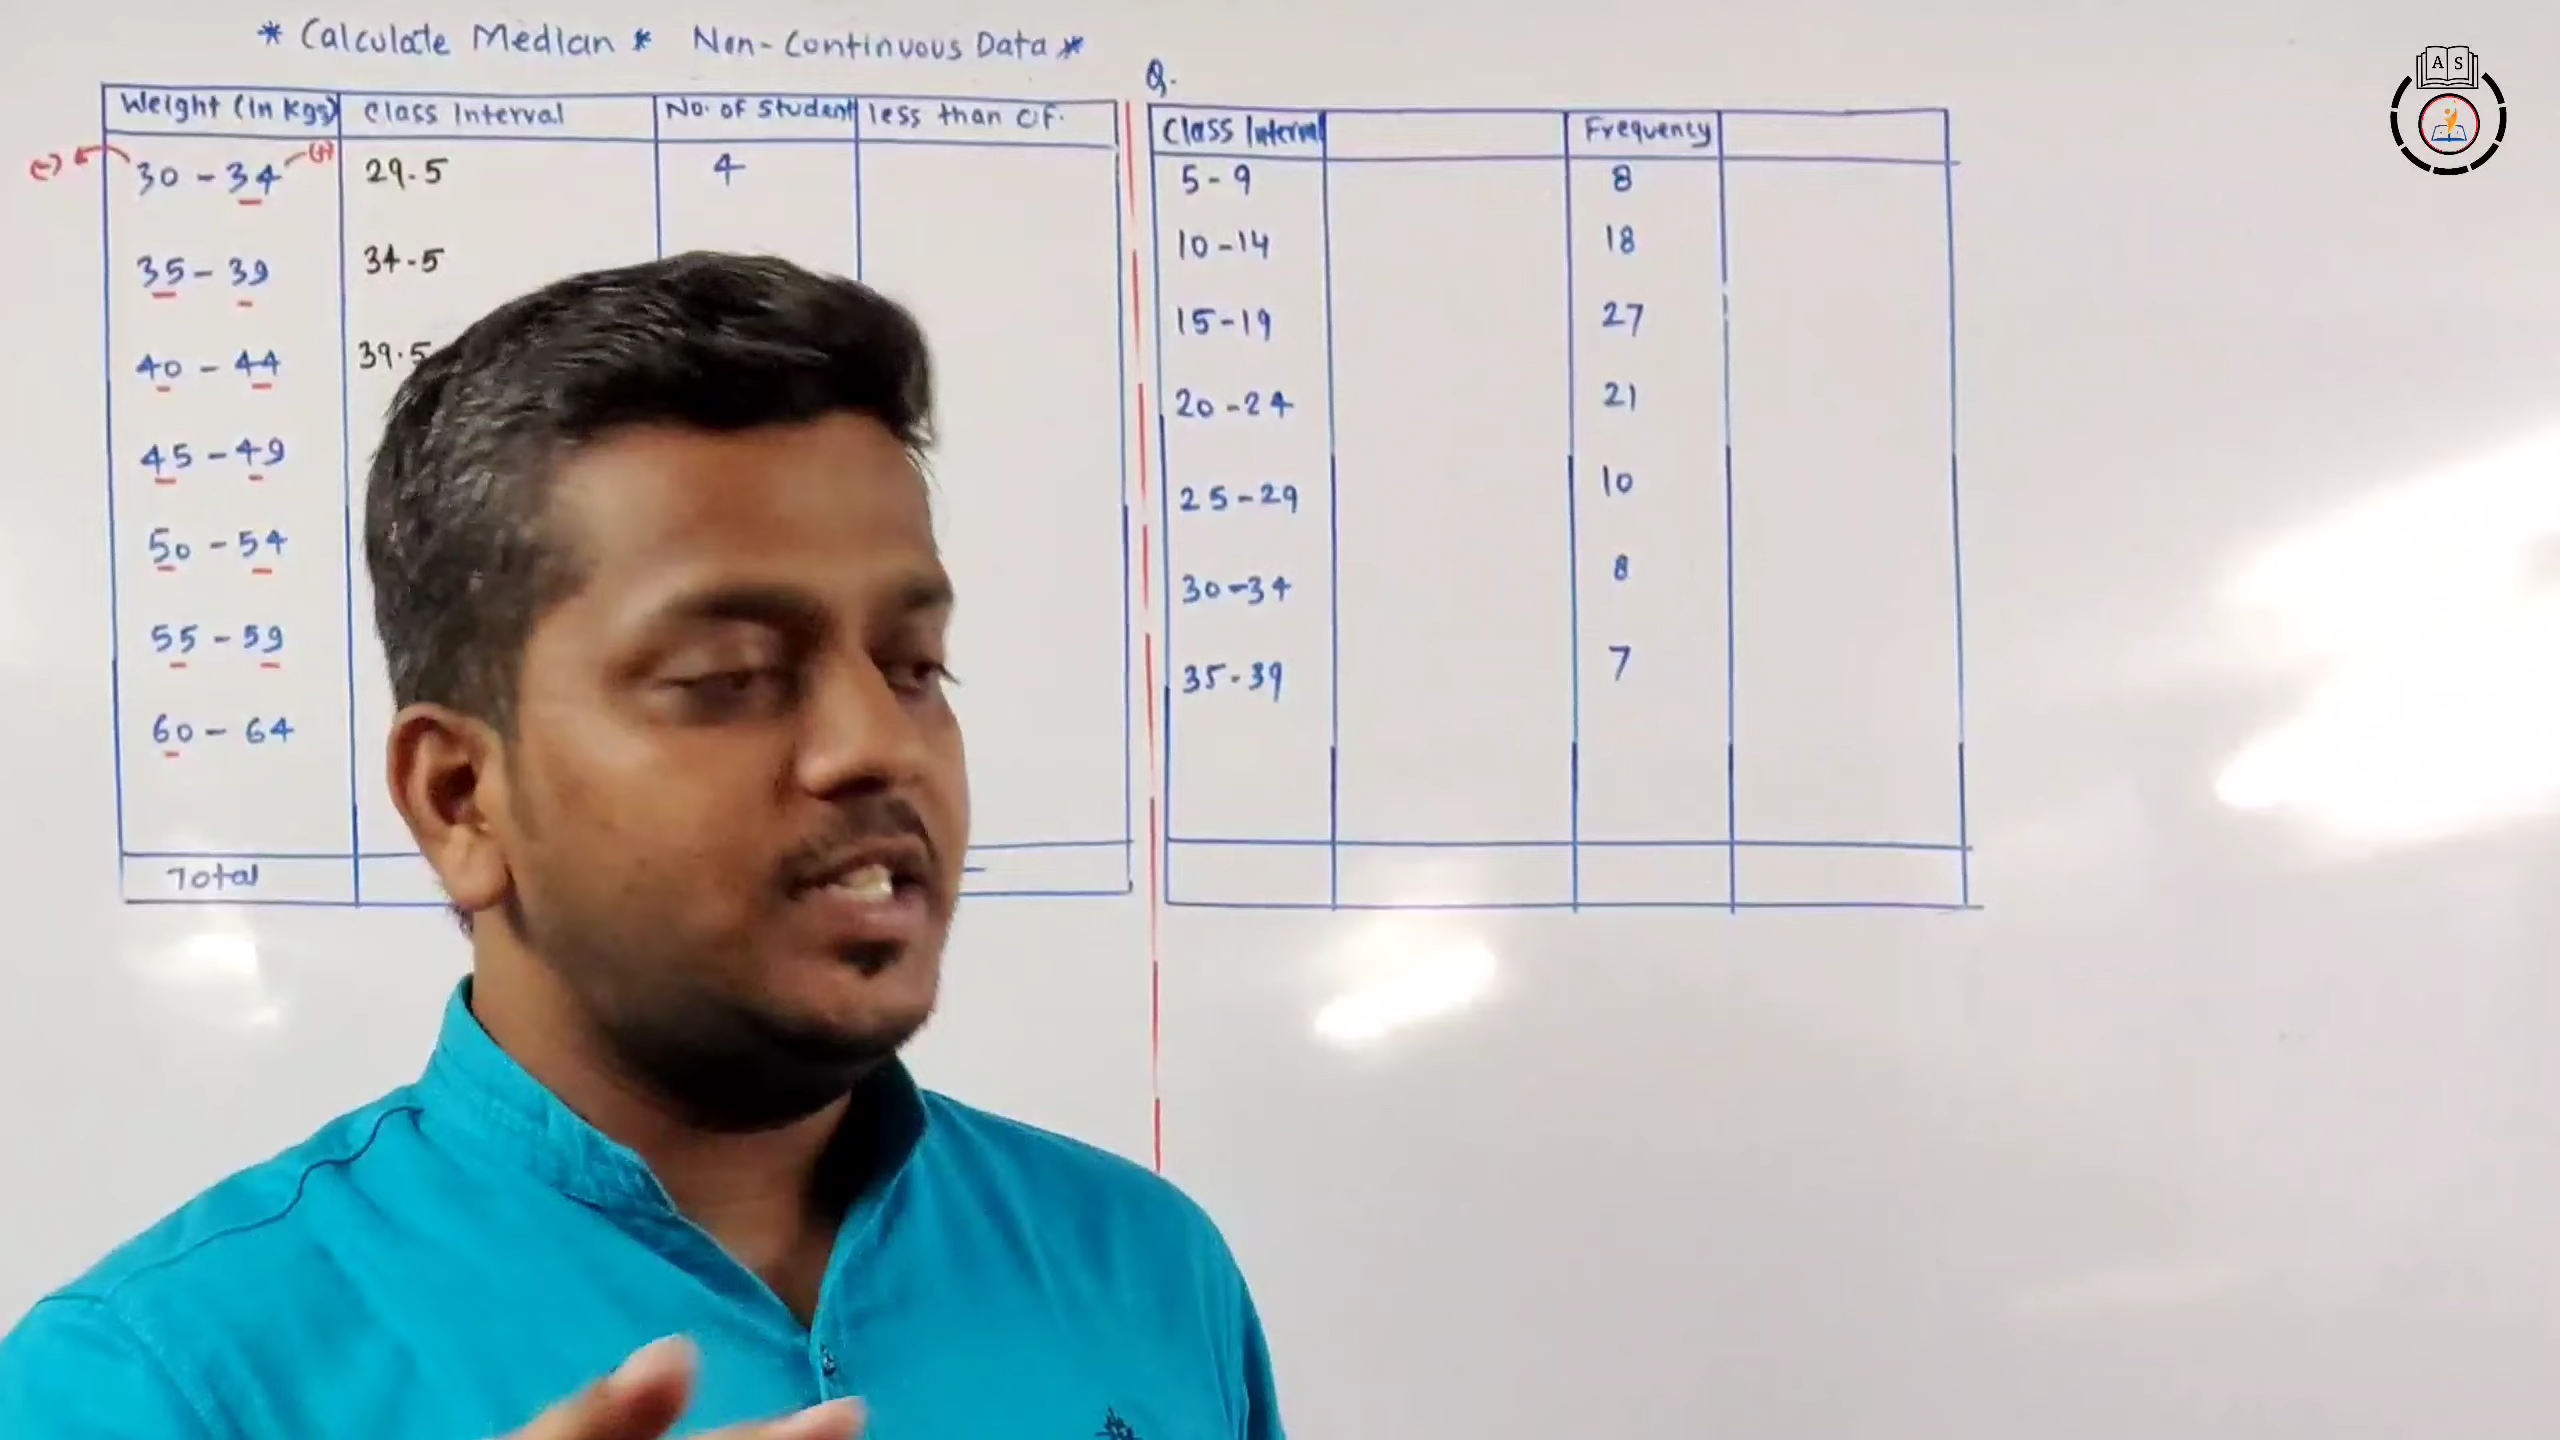 * Calculate Median * Non-Continuous Data *
Weight (in kgs) Class Interval No. of Student less than C.F.
(-) 30 - 34 (+) 29.5 4
35 - 39 34.5
40 - 44 39.5
45 - 49
50 - 54
55 - 59
60 - 64
Total
Q.
Class Interval Frequency
5 - 9 8
10 - 14 18
15 - 19 27
20 - 24 21
25 - 29 10
30 - 34 8
35 - 39 7
A S